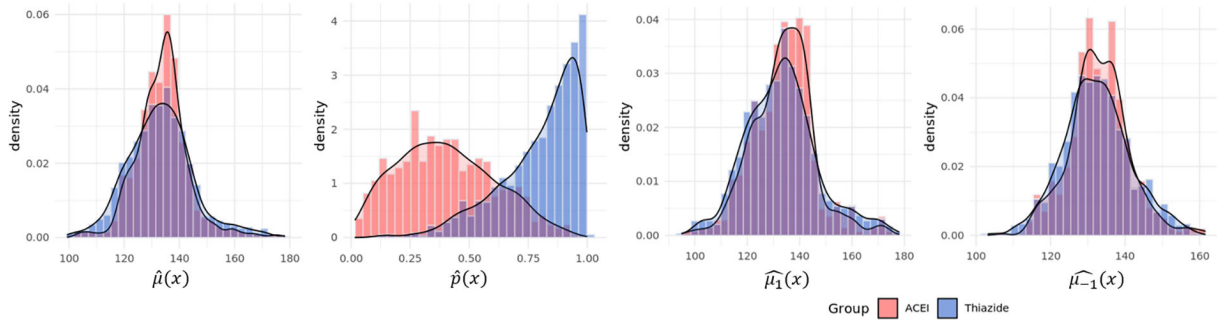 0.06
0.04
0.02
0.00
density
100 120 140 160 180
μ̂(x)
4
3
2
1
0
density
0.00 0.25 0.50 0.75 1.00
p̂(x)
0.04
0.03
0.02
0.01
0.00
density
100 120 140 160 180
μ̂₁(x)
0.06
0.04
0.02
0.00
density
100 120 140 160
μ̂₋₁(x)
Group ACEI Thiazide